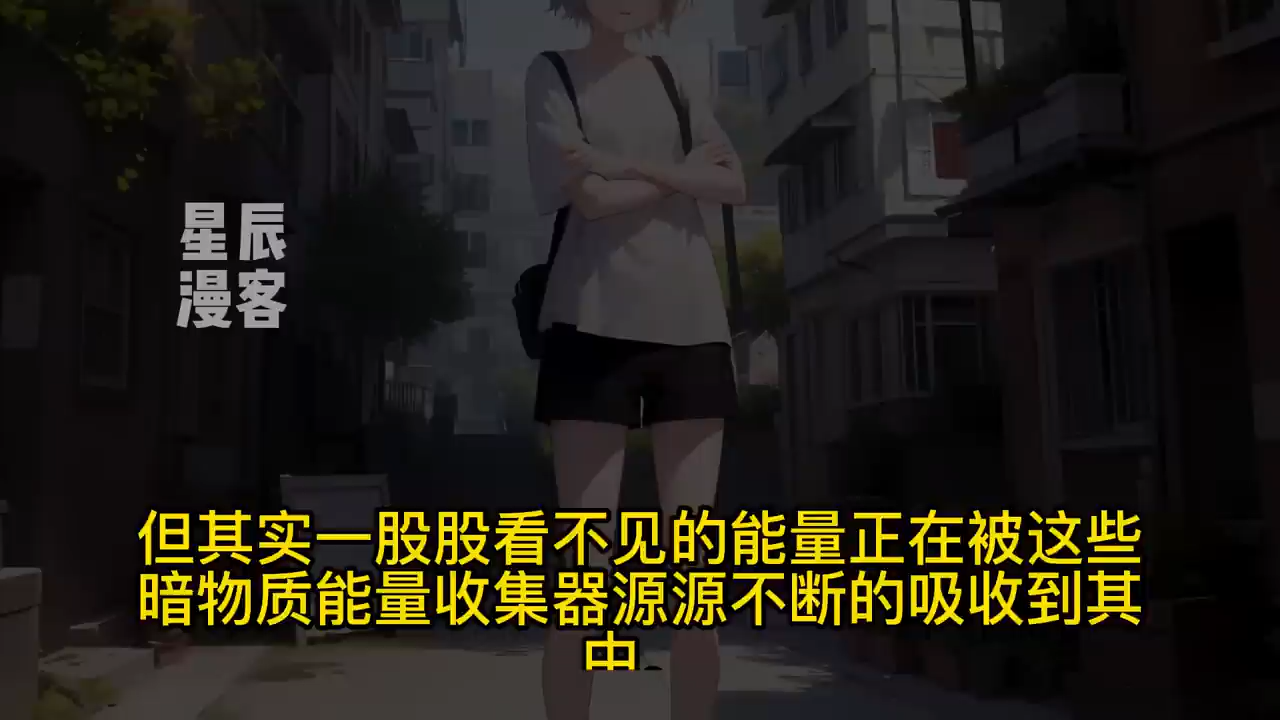 星辰
漫客
但其实一股股看不见的能量正在被这些
暗物质能量收集器源源不断的吸收到其
中